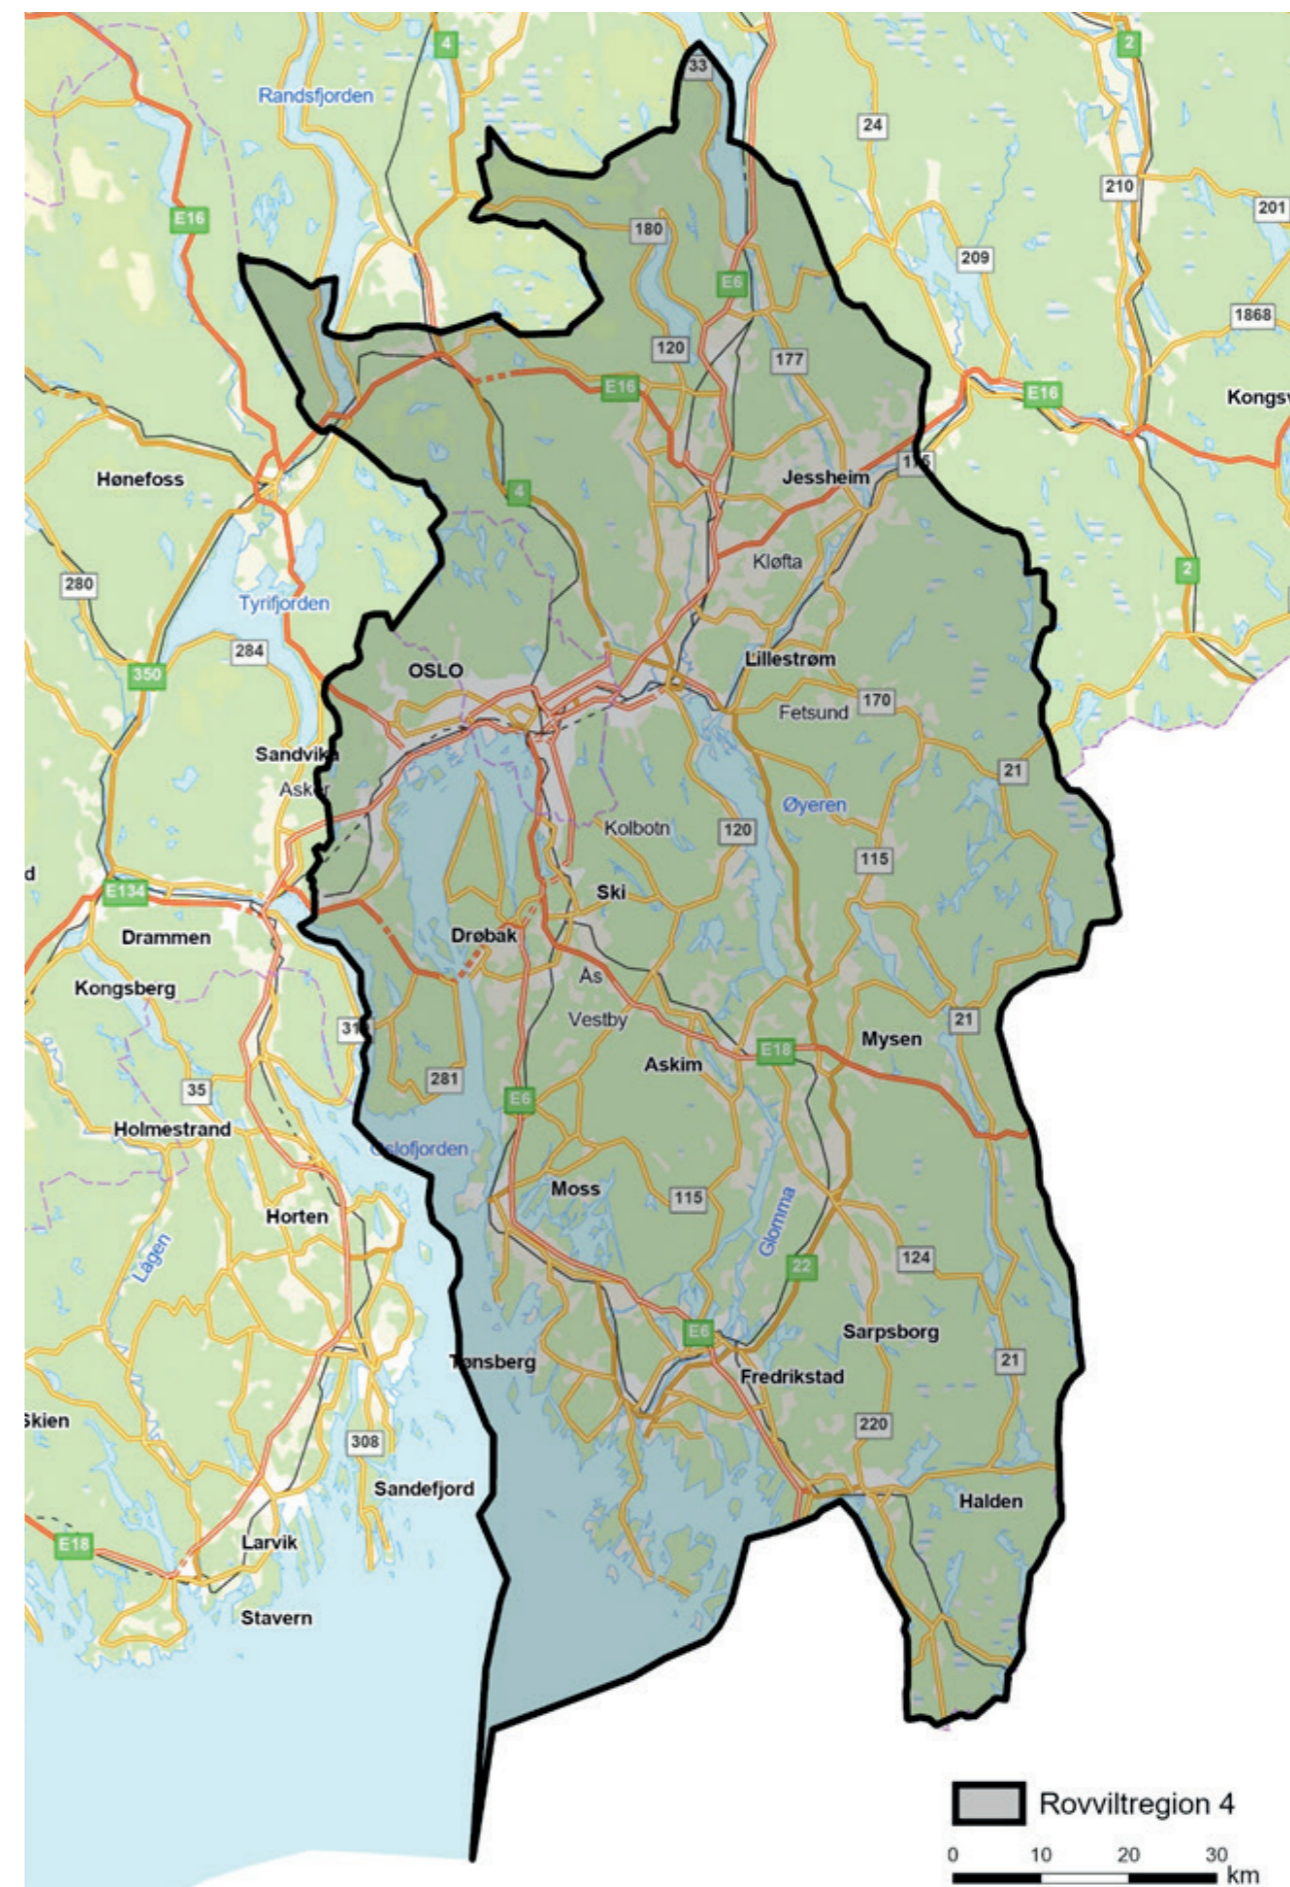 4
2
33
Randsfjorden
24
210
201
E16
180
209
E6
1868
120
177
E16
E16
Kongsv
Hønefoss
4
Jessheim
175
Kløfta
280
2
Tyrifjorden
284
OSLO
Lillestrøm
350
170
Fetsund
Sandvika
21
Asker
Øyeren
Kolbotn
120
115
d
E134
Ski
Drammen
Drøbak
Kongsberg
Ås
Vestby
21
31
Mysen
E18
Askim
281
35
E6
Holmestrand
Oslofjorden
Moss
115
Horten
Glomma
Lågen
124
22
E6
Sarpsborg
Tønsberg
21
Fredrikstad
Skien
220
308
Sandefjord
Halden
E18
Larvik
Stavern
Rovviltregion 4
0 10 20 30
km